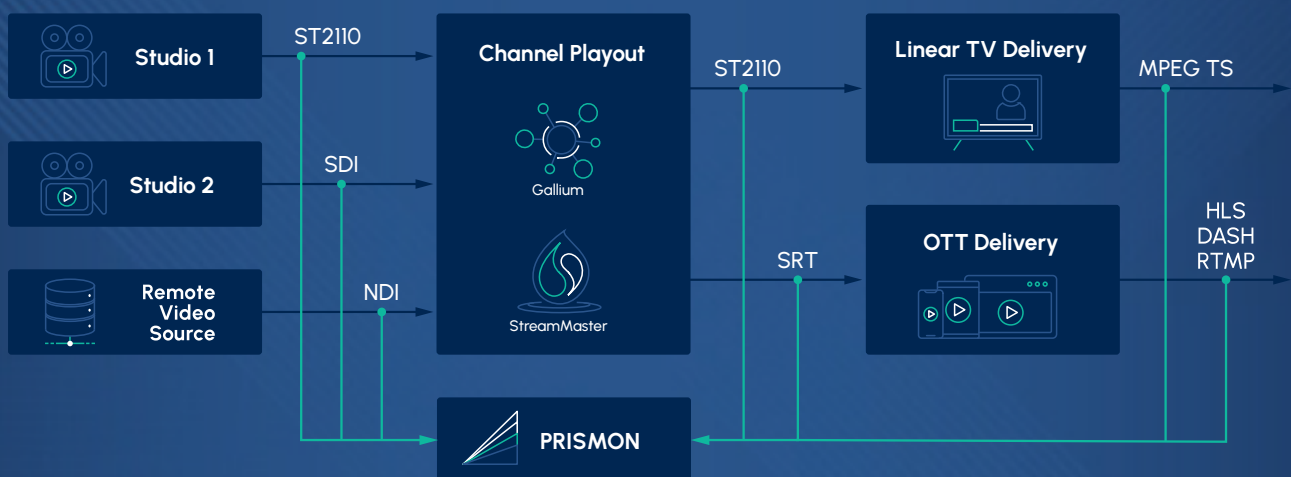 Studio 1
ST2110
Studio 2
SDI
Remote
Video
Source
NDI
Channel Playout
Gallium
StreamMaster
ST2110
SRT
Linear TV Delivery
MPEG TS
OTT Delivery
HLS
DASH
RTMP
PRISMON